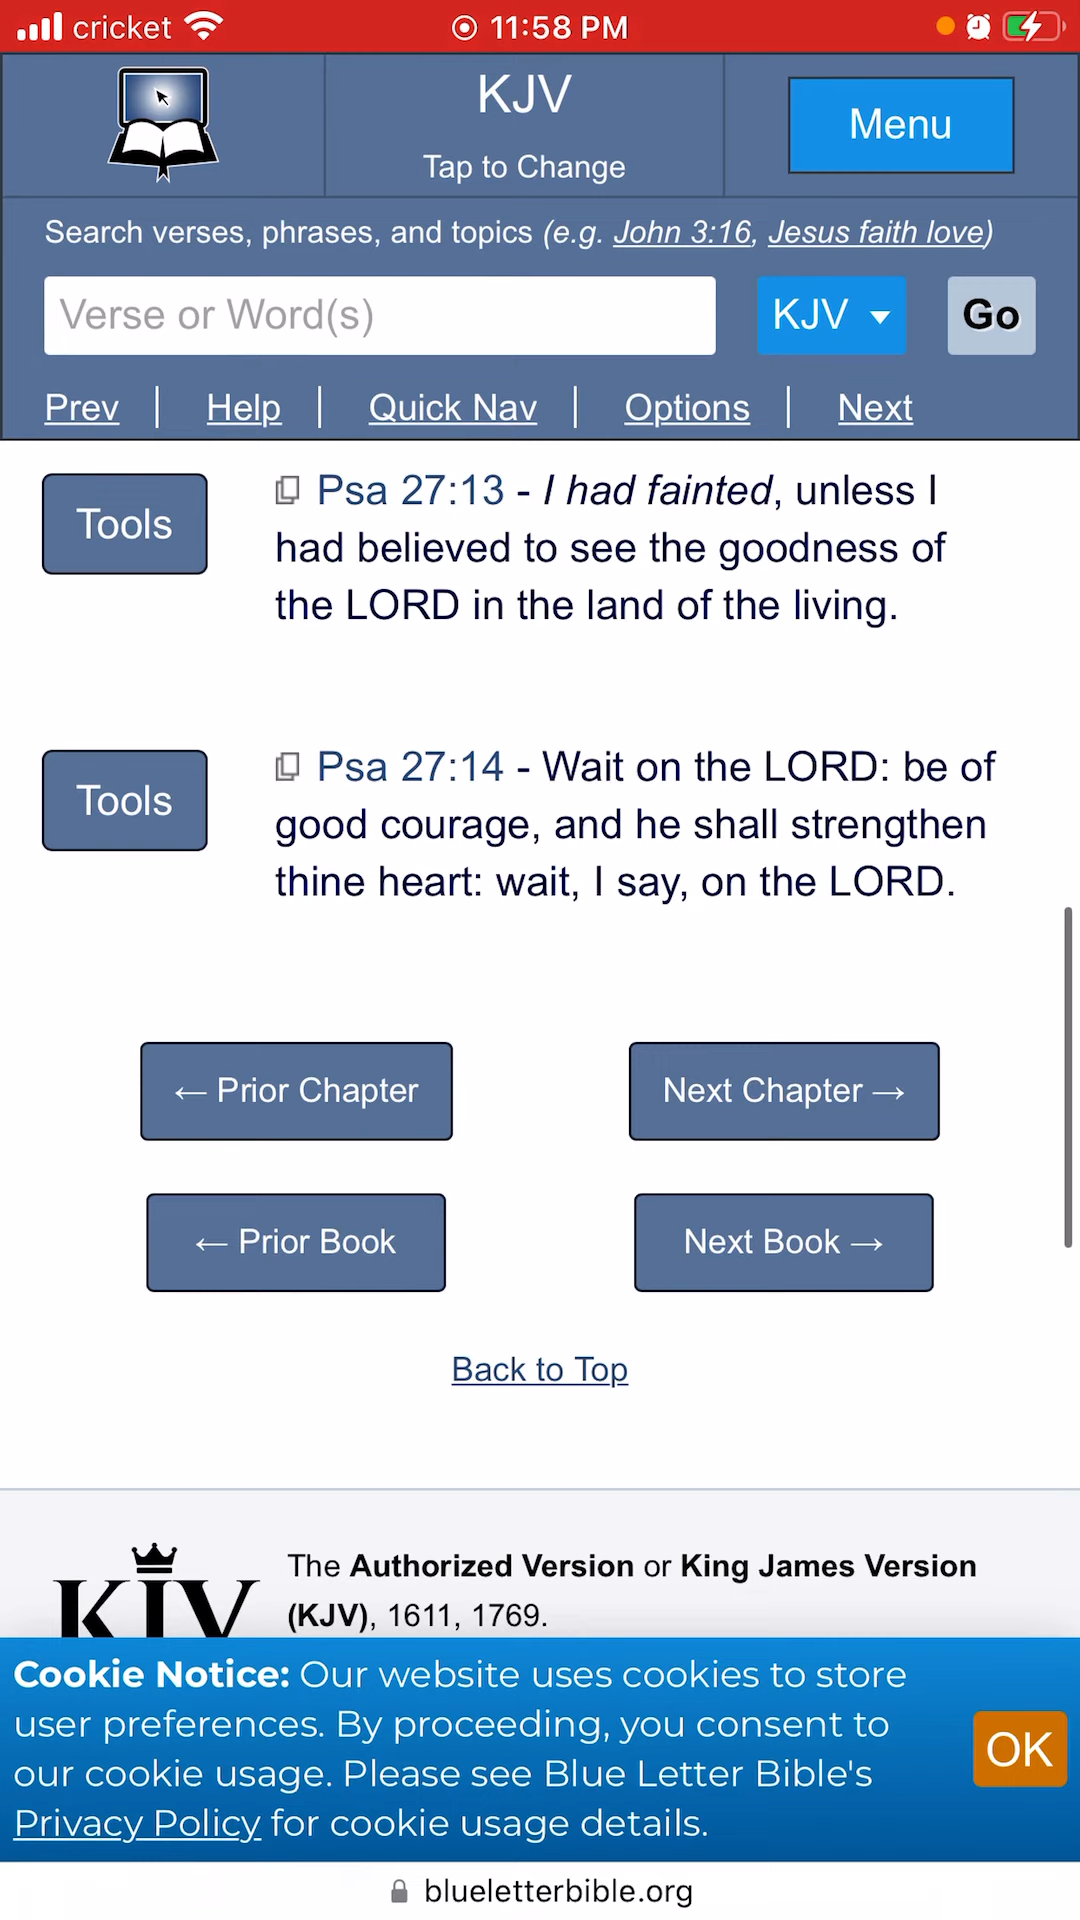 cricket 11:58 PM
KJV
Tap to Change
Menu
Search verses, phrases, and topics (e.g. John 3:16, Jesus faith love)
Verse or Word(s) KJV Go
Prev | Help | Quick Nav | Options | Next
Tools
Psa 27:13 - I had fainted, unless I
had believed to see the goodness of
the LORD in the land of the living.
Tools
Psa 27:14 - Wait on the LORD: be of
good courage, and he shall strengthen
thine heart: wait, I say, on the LORD.
← Prior Chapter Next Chapter →
← Prior Book Next Book →
Back to Top
KJV
The Authorized Version or King James Version
(KJV), 1611, 1769.
Cookie Notice: Our website uses cookies to store
user preferences. By proceeding, you consent to
our cookie usage. Please see Blue Letter Bible's
Privacy Policy for cookie usage details.
OK
blueletterbible.org